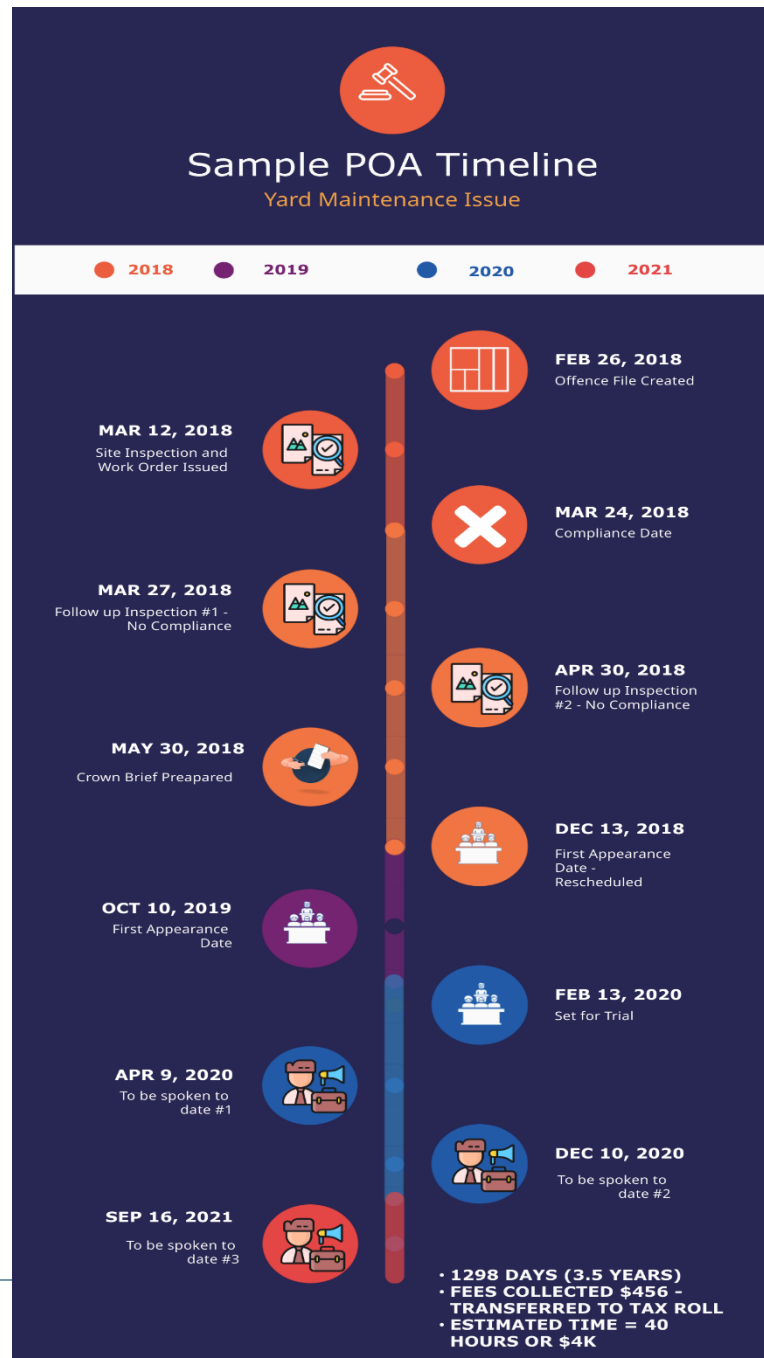 Sample POA Timeline
Yard Maintenance Issue
2018
2019
2020
2021
FEB 26, 2018
Offence File Created
MAR 12, 2018
Site Inspection and
Work Order Issued
MAR 24, 2018
Compliance Date
MAR 27, 2018
Follow up Inspection #1 -
No Compliance
APR 30, 2018
Follow up Inspection
#2 - No Compliance
MAY 30, 2018
Crown Brief Preapared
DEC 13, 2018
First Appearance
Date -
Rescheduled
OCT 10, 2019
First Appearance
Date
FEB 13, 2020
Set for Trial
APR 9, 2020
To be spoken to
date #1
DEC 10, 2020
To be spoken to
date #2
SEP 16, 2021
To be spoken to
date #3
• 1298 DAYS (3.5 YEARS)
• FEES COLLECTED $456 -
TRANSFERRED TO TAX ROLL
• ESTIMATED TIME = 40
HOURS OR $4K